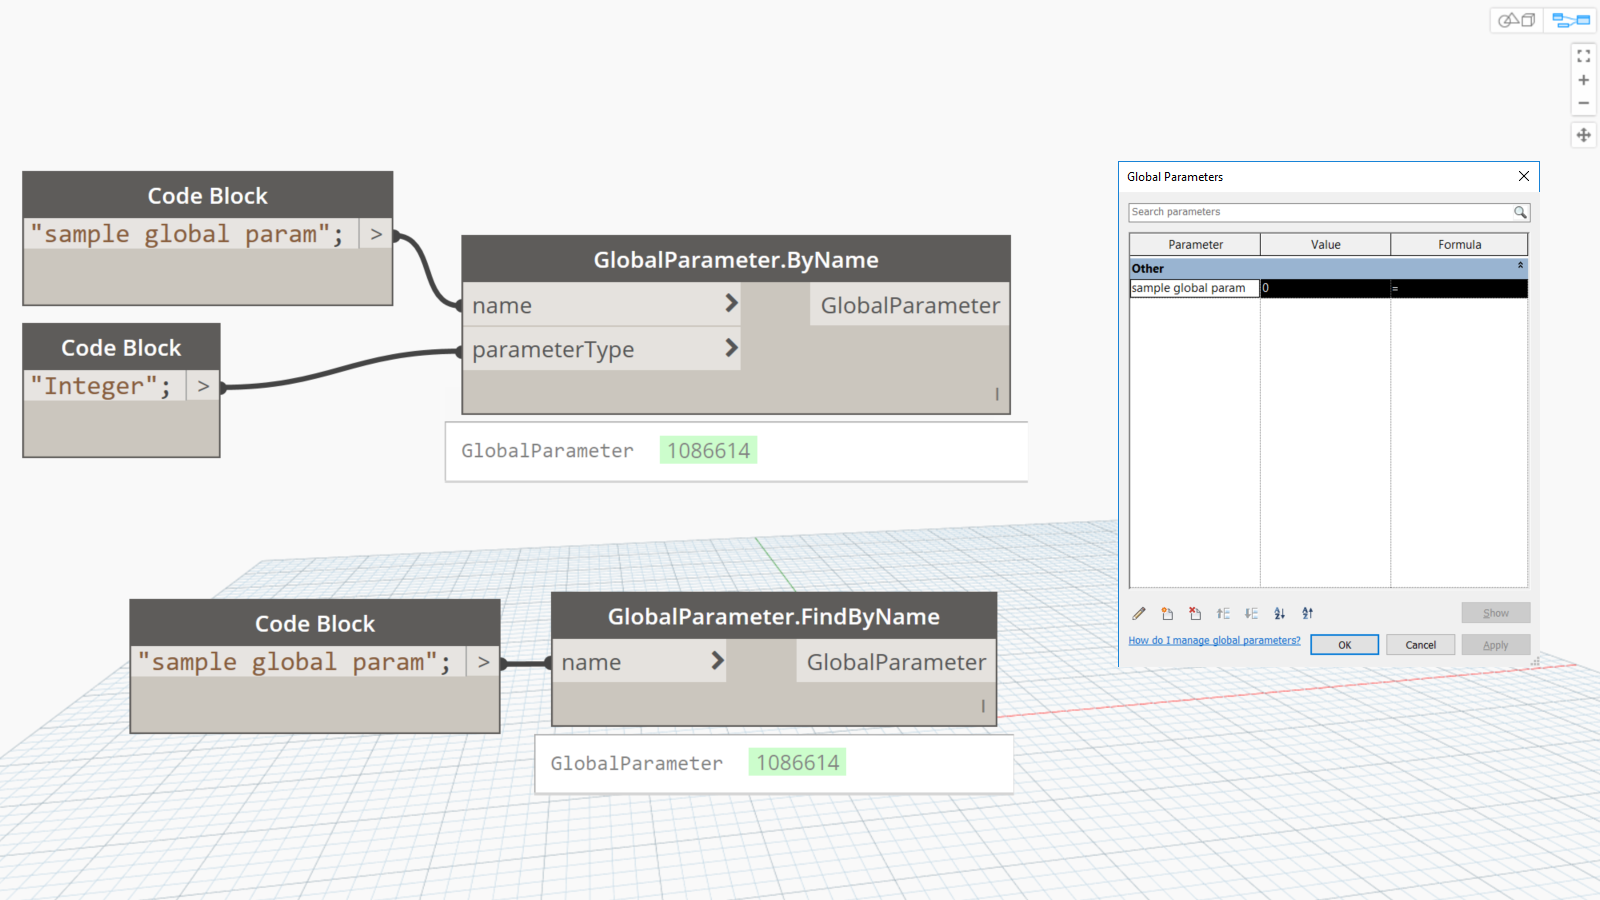 Code Block
"sample global param"; >
Code Block
"Integer"; >
GlobalParameter.ByName
name > GlobalParameter
parameterType >
l
GlobalParameter 1086614
Code Block
"sample global param"; >
GlobalParameter.FindByName
name > GlobalParameter
l
GlobalParameter 1086614
Global Parameters
Search parameters
Parameter Value Formula
Other
sample global param 0 =
Show
How do I manage global parameters? OK Cancel Apply